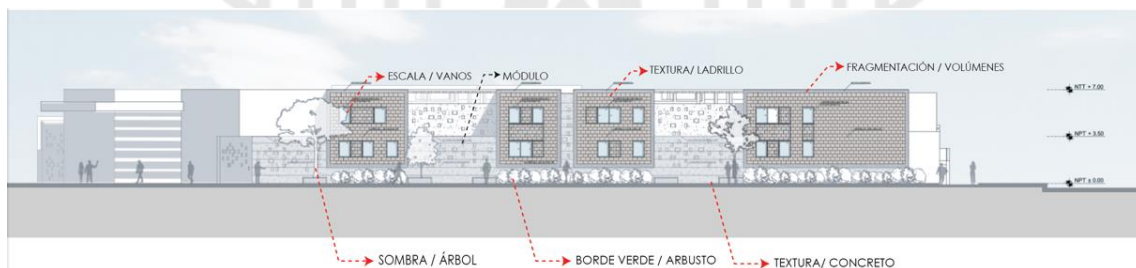 ESCALA / VANOS
MÓDULO
TEXTURA/ LADRILLO
FRAGMENTACIÓN / VOLÚMENES
NTT + 7.00
NPT + 3.50
NPT ± 0.00
SOMBRA / ÁRBOL
BORDE VERDE / ARBUSTO
TEXTURA/ CONCRETO